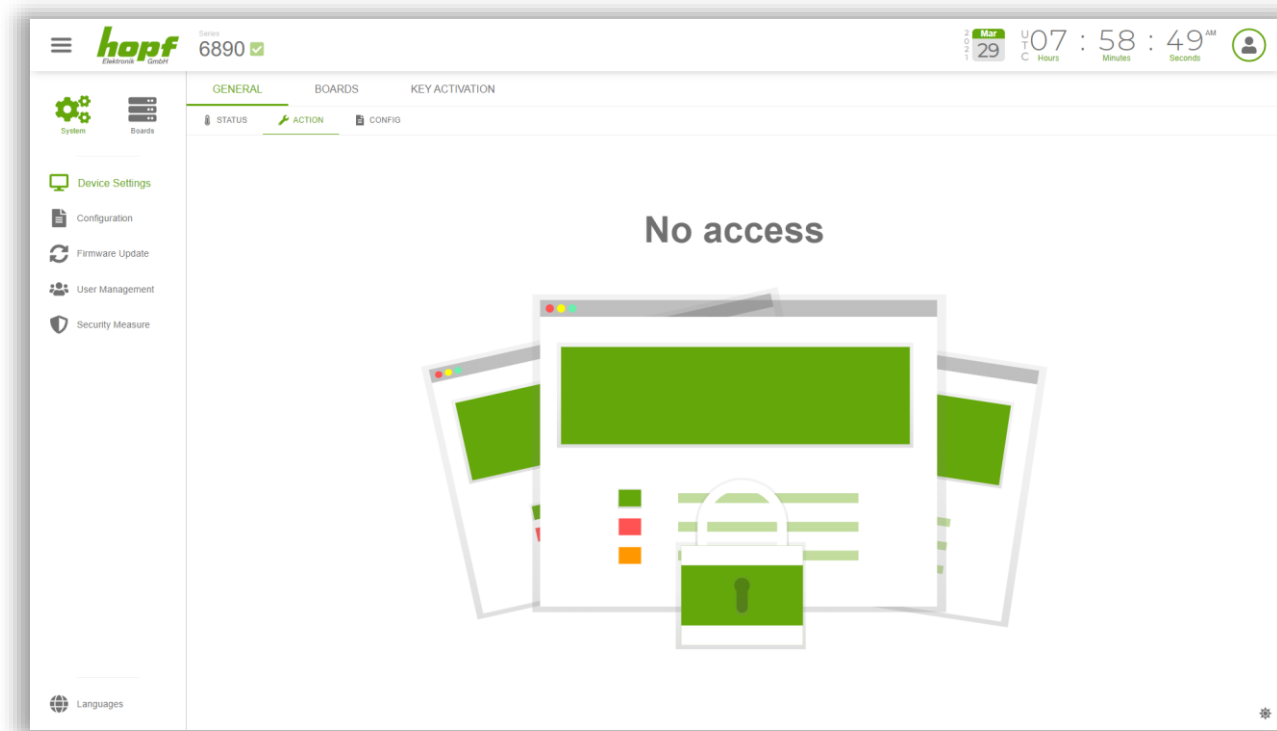 hopf
Elektronik GmbH
Series
6890
2021
Mar
29
UTC
07 : 58 : 49 AM
Hours Minutes Seconds
System Boards
GENERAL BOARDS KEY ACTIVATION
STATUS ACTION CONFIG
Device Settings
Configuration
Firmware Update
User Management
Security Measure
No access
Languages